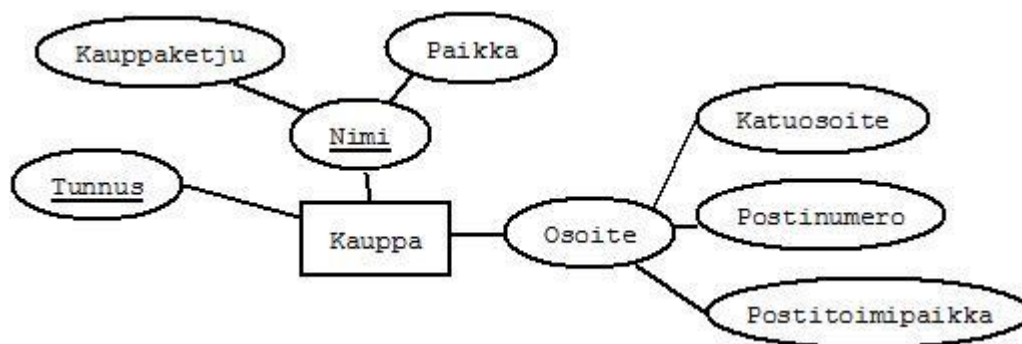 Kauppaketju
Paikka
Nimi
Katuosoite
Tunnus
Postinumero
Kauppa
Osoite
Postitoimipaikka